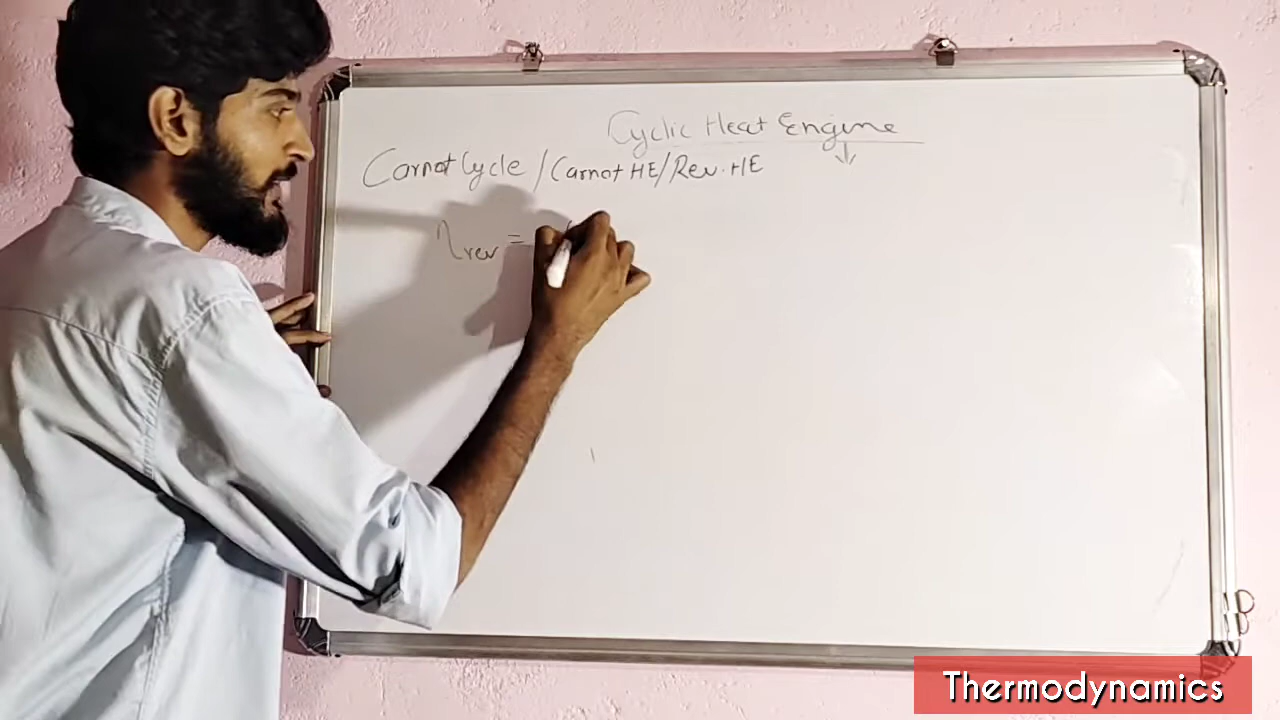 Cyclic Heat Engine
Carnot Cycle / Carnot HE/Rev. HE
ηrev =
Thermodynamics